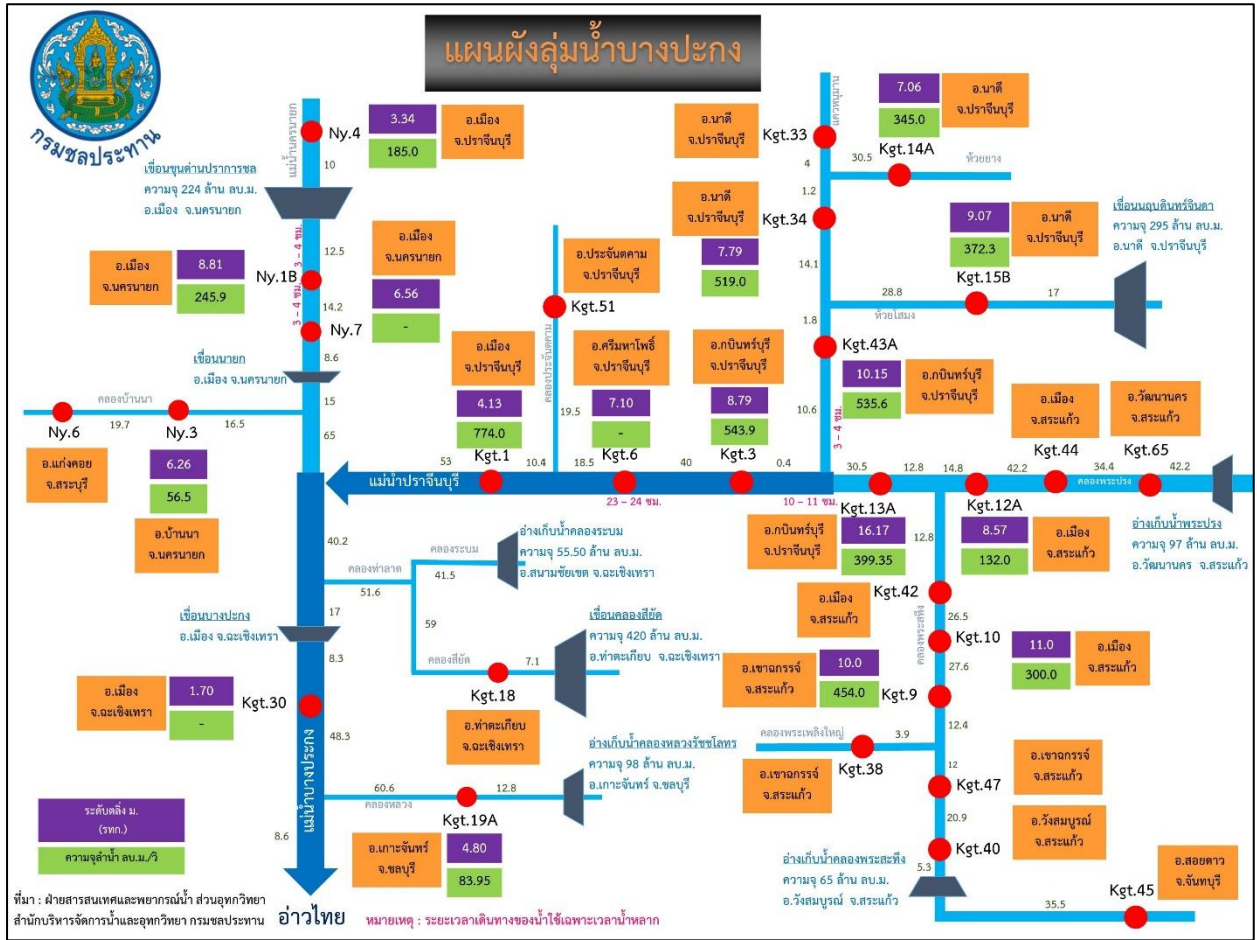 แผนผังลุ่มน้ำบางปะกง
กรมชลประทาน
แม่น้ำนครนายก
Ny.4
3.34
185.0
อ.เมือง
จ.ปราจีนบุรี
10
เขื่อนขุนด่านปราการชล
ความจุ 224 ล้าน ลบ.ม.
อ.เมือง จ.นครนายก
12.5
3 – 4 ชม.
อ.เมือง
จ.นครนายก
8.81
245.9
Ny.1B
14.2
3 – 4 ชม.
Ny.7
อ.เมือง
จ.นครนายก
6.56
-
8.6
เขื่อนนายก
อ.เมือง จ.นครนายก
15
คลองบ้านนา
Ny.6
19.7
Ny.3
16.5
65
อ.แก่งคอย
จ.สระบุรี
6.26
56.5
อ.บ้านนา
จ.นครนายก
อ.นาดี
จ.ปราจีนบุรี
Kgt.33
แควหนุมาน
7.06
345.0
อ.นาดี
จ.ปราจีนบุรี
4
30.5
Kgt.14A
ห้วยยาง
1.2
อ.นาดี
จ.ปราจีนบุรี
7.79
519.0
Kgt.34
14.1
9.07
372.3
อ.นาดี
จ.ปราจีนบุรี
เขื่อนนฤบดินทร์จินดา
ความจุ 295 ล้าน ลบ.ม.
อ.นาดี จ.ปราจีนบุรี
28.8
Kgt.15B
17
ห้วยโสมง
1.8
Kgt.43A
10.15
535.6
อ.กบินทร์บุรี
จ.ปราจีนบุรี
10.6
3 – 4 ชม.
อ.ประจันตคาม
จ.ปราจีนบุรี
Kgt.51
คลองประจันตคาม
19.5
อ.เมือง
จ.ปราจีนบุรี
4.13
774.0
อ.ศรีมหาโพธิ์
จ.ปราจีนบุรี
7.10
-
อ.กบินทร์บุรี
จ.ปราจีนบุรี
8.79
543.9
แม่น้ำปราจีนบุรี
53
Kgt.1
10.4
18.5
Kgt.6
40
Kgt.3
0.4
23 – 24 ชม.
10 – 11 ชม.
อ.เมือง
จ.สระแก้ว
อ.วัฒนานคร
จ.สระแก้ว
30.5
12.8
14.8
42.2
Kgt.44
34.4
Kgt.65
42.2
คลองพระปรง
Kgt.13A
Kgt.12A
อ.กบินทร์บุรี
จ.ปราจีนบุรี
16.17
399.35
8.57
132.0
อ.เมือง
จ.สระแก้ว
อ่างเก็บน้ำพระปรง
ความจุ 97 ล้าน ลบ.ม.
อ.วัฒนานคร จ.สระแก้ว
12.8
อ.เมือง
จ.สระแก้ว
Kgt.42
26.5
คลองพระสะทึง
Kgt.10
11.0
300.0
อ.เมือง
จ.สระแก้ว
27.6
อ.เขาฉกรรจ์
จ.สระแก้ว
10.0
454.0
Kgt.9
12.4
คลองพระเพลิงใหญ่
3.9
Kgt.38
อ.เขาฉกรรจ์
จ.สระแก้ว
12
Kgt.47
อ.เขาฉกรรจ์
จ.สระแก้ว
20.9
Kgt.40
อ.วังสมบูรณ์
จ.สระแก้ว
5.3
อ่างเก็บน้ำคลองพระสะทึง
ความจุ 65 ล้าน ลบ.ม.
อ.วังสมบูรณ์ จ.สระแก้ว
35.5
Kgt.45
อ.สอยดาว
จ.จันทบุรี
40.2
คลองท่าลาด
51.6
คลองระบม
41.5
อ่างเก็บน้ำคลองระบม
ความจุ 55.50 ล้าน ลบ.ม.
อ.สนามชัยเขต จ.ฉะเชิงเทรา
59
คลองสียัด
Kgt.18
7.1
เขื่อนคลองสียัด
ความจุ 420 ล้าน ลบ.ม.
อ.ท่าตะเกียบ จ.ฉะเชิงเทรา
อ.ท่าตะเกียบ
จ.ฉะเชิงเทรา
17
เขื่อนบางปะกง
อ.เมือง จ.ฉะเชิงเทรา
8.3
อ.เมือง
จ.ฉะเชิงเทรา
1.70
-
Kgt.30
48.3
แม่น้ำบางปะกง
60.6
12.8
คลองหลวง
Kgt.19A
อ่างเก็บน้ำคลองหลวงรัชชโลทร
ความจุ 98 ล้าน ลบ.ม.
อ.เกาะจันทร์ จ.ชลบุรี
อ.เกาะจันทร์
จ.ชลบุรี
4.80
83.95
8.6
ระดับตลิ่ง ม.
(รทก.)
ความจุลำน้ำ ลบ.ม./วิ
ที่มา : ฝ่ายสารสนเทศและพยากรณ์น้ำ ส่วนอุทกวิทยา
สำนักบริหารจัดการน้ำและอุทกวิทยา กรมชลประทาน
อ่าวไทย
หมายเหตุ : ระยะเวลาเดินทางของน้ำใช้เฉพาะเวลาน้ำหลาก